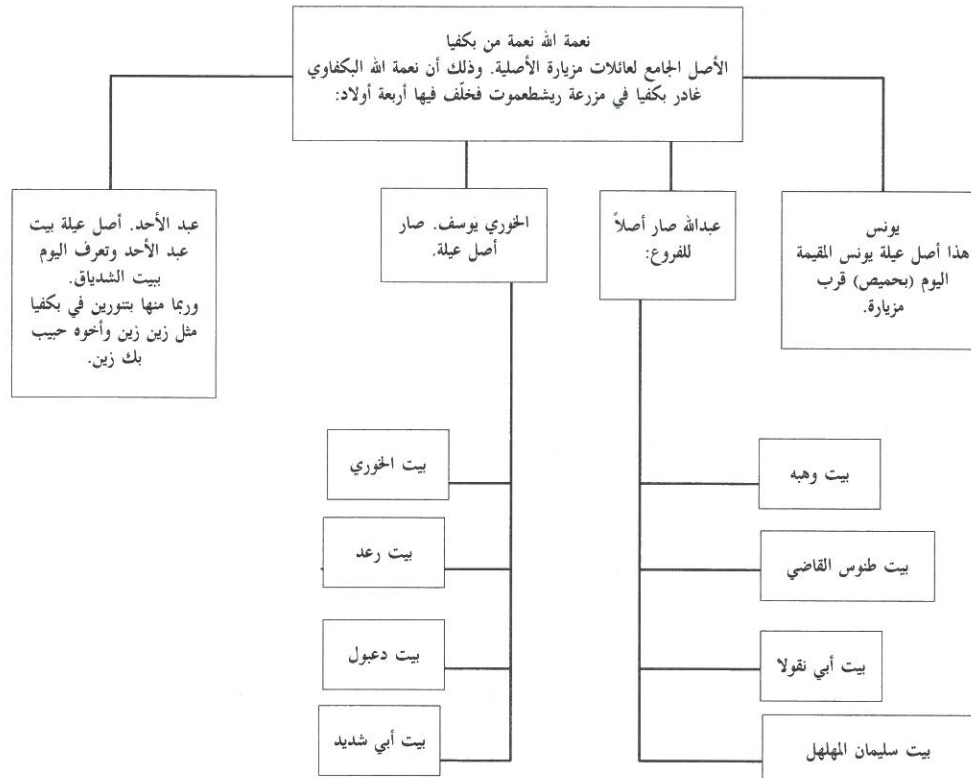 نعمة الله نعمة من بكفيا
الأصل الجامع لعائلات مزيارة الأصلية. وذلك أن نعمة الله البكفاوي
غادر بكفيا في مزرعة ريشطعموت فخلّف فيها أربعة أولاد:
يونس
هذا أصل عيلة يونس المقيمة
اليوم (بحميص) قرب
مزيارة.
عبدالله صار أصلاً
للفروع:
الخوري يوسف. صار
أصل عيلة.
عبد الأحد. أصل عيلة بيت
عبد الأحد وتعرف اليوم
ببيت الشدياق.
وربما منها بتنورين في بكفيا
مثل زين زين وأخوه حبيب
بك زين.
بيت وهبه
بيت طنوس القاضي
بيت أبي نقولا
بيت سليمان المهلهل
بيت الخوري
بيت رعد
بيت دعبول
بيت أبي شديد